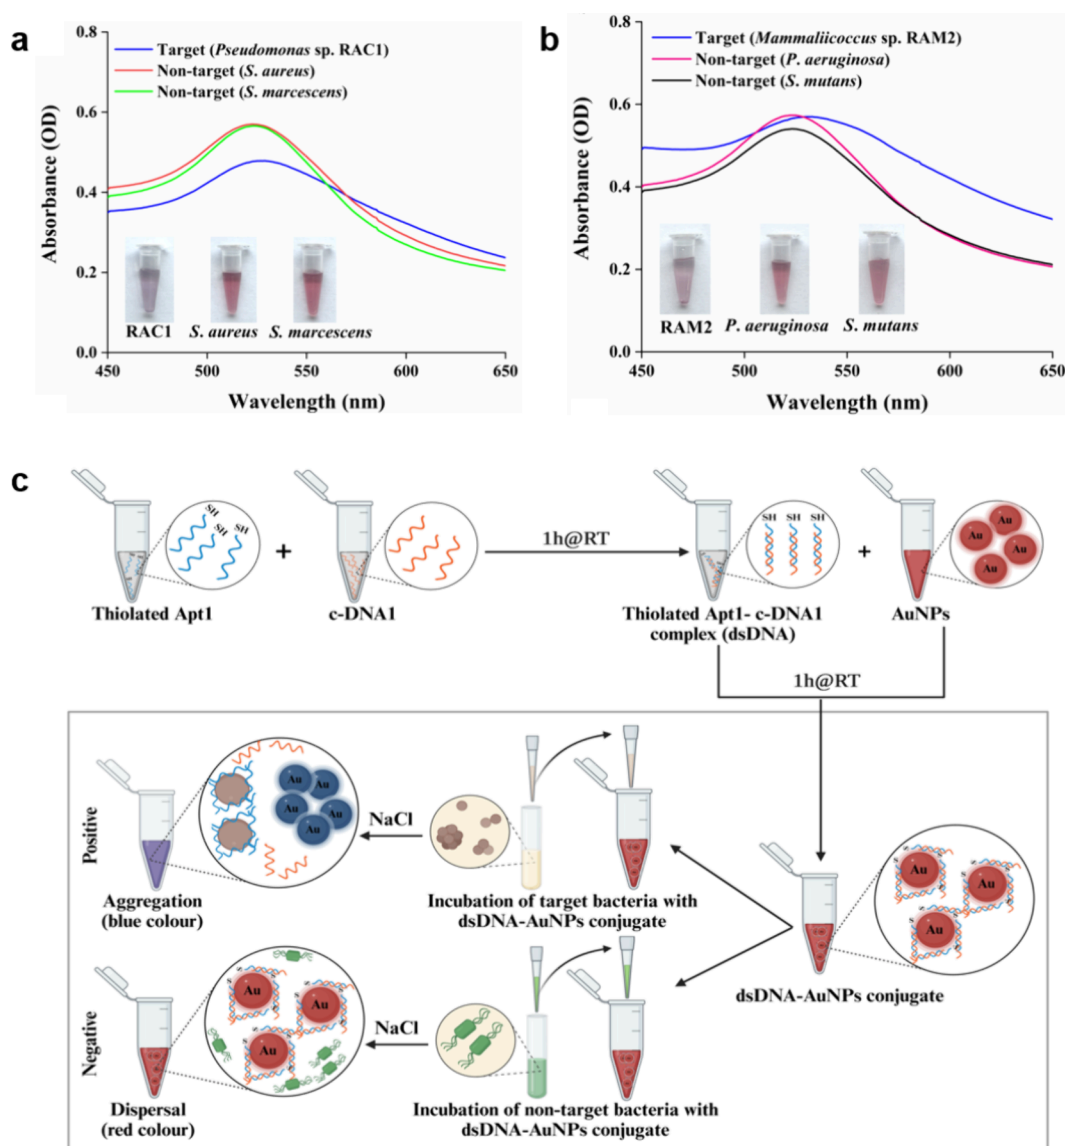 a
0.8
0.6
0.4
0.2
0.0
Absorbance (OD)
Target (Pseudomonas sp. RAC1)
Non-target (S. aureus)
Non-target (S. marcescens)
RAC1 S. aureus S. marcescens
450 500 550 600 650
Wavelength (nm)
b
0.8
0.6
0.4
0.2
0.0
Absorbance (OD)
Target (Mammaliicoccus sp. RAM2)
Non-target (P. aeruginosa)
Non-target (S. mutans)
RAM2 P. aeruginosa S. mutans
450 500 550 600 650
Wavelength (nm)
c
SH
SH
SH
+
1h@RT
SH SH SH
+
Au
Au
Au
Au
Thiolated Apt1
c-DNA1
Thiolated Apt1- c-DNA1
complex (dsDNA)
AuNPs
1h@RT
Positive
Au
Au
Au
Au
Au
NaCl
Aggregation
(blue colour)
Incubation of target bacteria with
dsDNA-AuNPs conjugate
Au
Au
Au
dsDNA-AuNPs conjugate
Negative
Au
Au
Au
NaCl
Dispersal
(red colour)
Incubation of non-target bacteria with
dsDNA-AuNPs conjugate